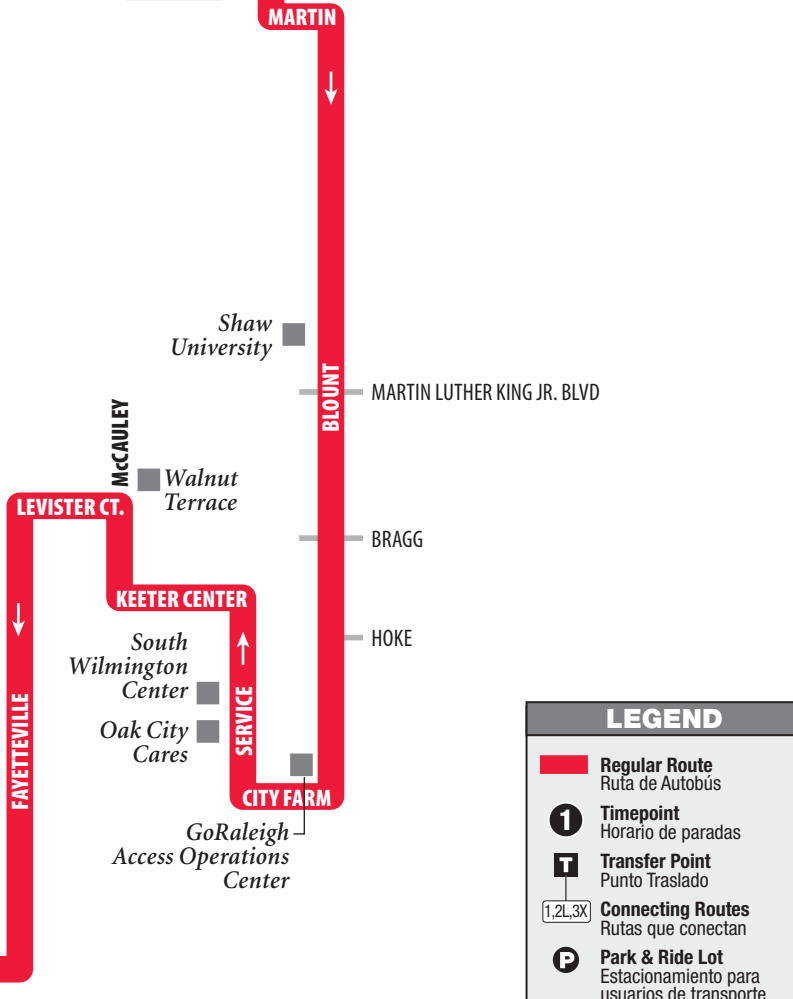 MARTIN
Shaw
University
BLOUNT
MARTIN LUTHER KING JR. BLVD
McCAULEY
Walnut
Terrace
LEVISTER CT.
BRAGG
KEETER CENTER
HOKE
South
Wilmington
Center
Oak City
Cares
SERVICE
FAYETTEVILLE
CITY FARM
GoRaleigh
Access Operations
Center
LEGEND
Regular Route
Ruta de Autobús
1 Timepoint
Horario de paradas
T Transfer Point
Punto Traslado
1,2L,3X Connecting Routes
Rutas que conectan
P Park & Ride Lot
Estacionamiento para
usuarios de transporte